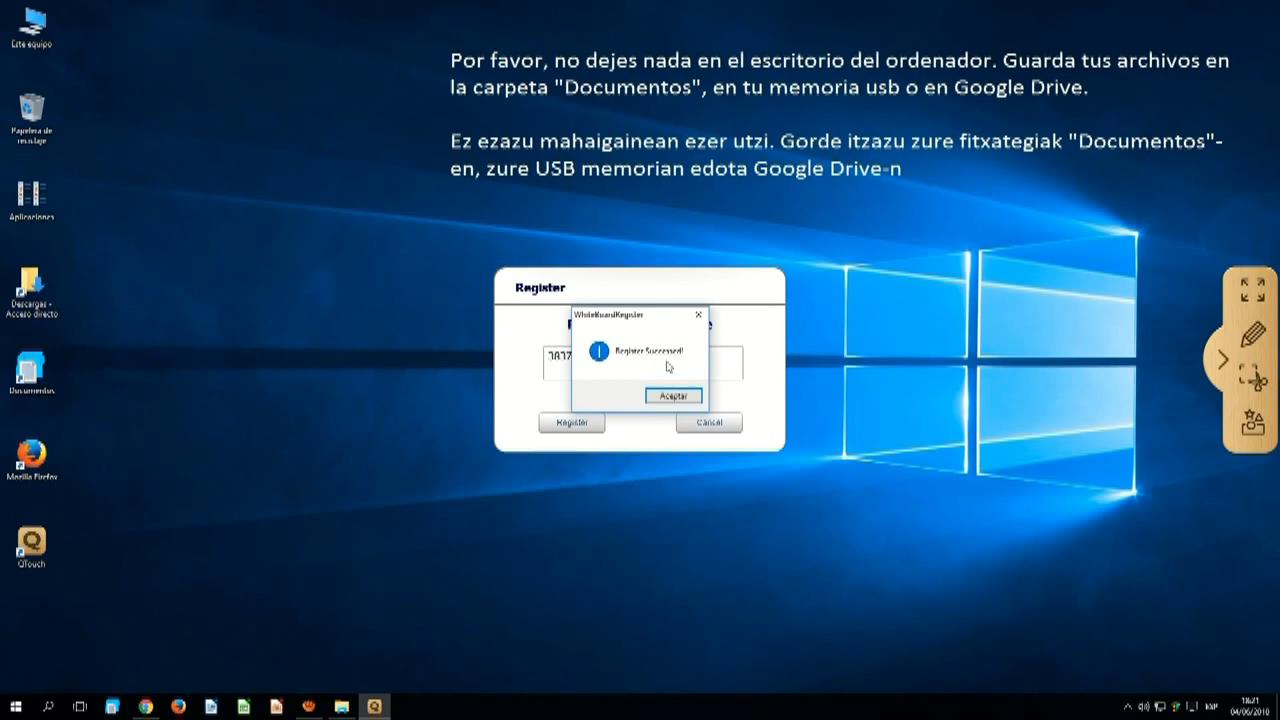 Este equipo
Por favor, no dejes nada en el escritorio del ordenador. Guarda tus archivos en
la carpeta "Documentos", en tu memoria usb o en Google Drive.
Papelera de
reciclaje
Ez ezazu mahaigainean ezer utzi. Gorde itzazu zure fitxategiak "Documentos"-
en, zure USB memorian edota Google Drive-n
Aplicaciones
Descargas -
Acceso directo
Register
WhiteBoardRegister
Register Successed!
Aceptar
Register
Cancel
Documentos
Mozilla Firefox
QTouch
ESP
18:21